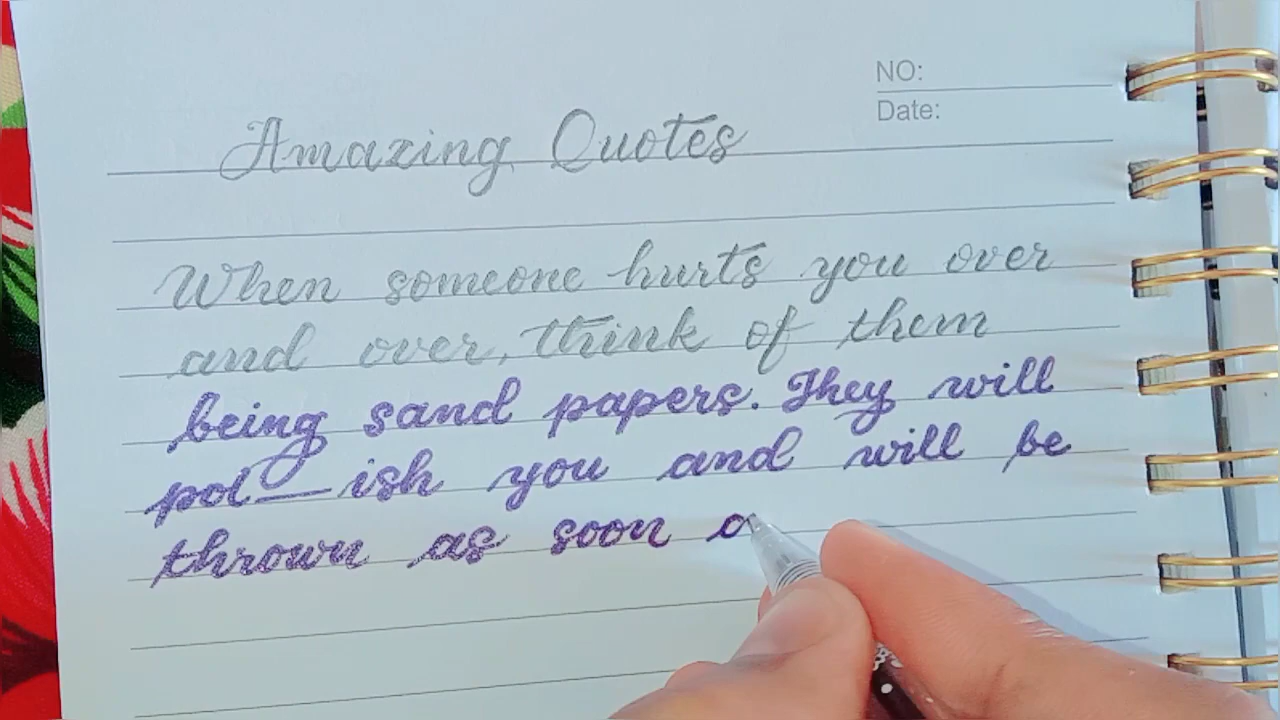 NO:
Date:
Amazing Quotes
When someone hurts you over
and over, think of them
being sand papers. They will
pol—ish you and will be
thrown as soon a